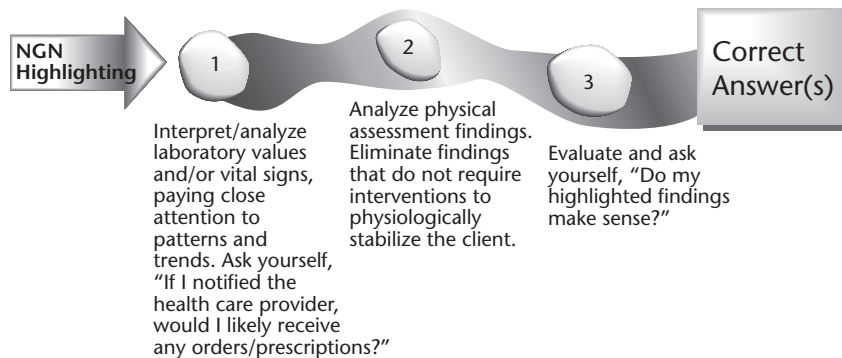 NGN
Highlighting
1
2
3
Correct
Answer(s)
Interpret/analyze
laboratory values
and/or vital signs,
paying close
attention to
patterns and
trends. Ask yourself,
“If I notified the
health care provider,
would I likely receive
any orders/prescriptions?”
Analyze physical
assessment findings.
Eliminate findings
that do not require
interventions to
physiologically
stabilize the client.
Evaluate and ask
yourself, “Do my
highlighted findings
make sense?”